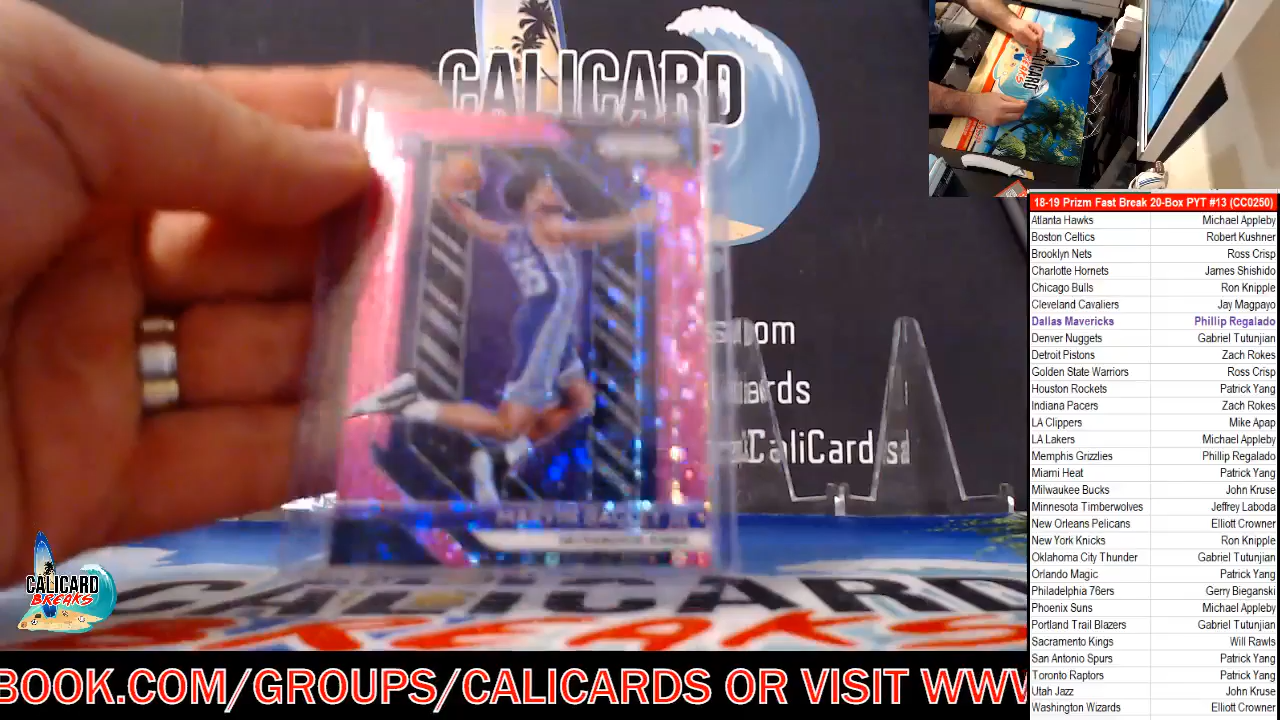 CALICARD
MARVIN BAGLEY III
35
om
rds
CaliCards
CALICARD
BREAKS
CALICARD
BREAKS
BOOK.COM/GROUPS/CALICARDS OR VISIT WWW
18-19 Prizm Fast Break 20-Box PYT #13 (CC0250)
Atlanta Hawks Michael Appleby
Boston Celtics Robert Kushner
Brooklyn Nets Ross Crisp
Charlotte Hornets James Shishido
Chicago Bulls Ron Knipple
Cleveland Cavaliers Jay Magpayo
Dallas Mavericks Phillip Regalado
Denver Nuggets Gabriel Tutunjian
Detroit Pistons Zach Rokes
Golden State Warriors Ross Crisp
Houston Rockets Patrick Yang
Indiana Pacers Zach Rokes
LA Clippers Mike Apap
LA Lakers Michael Appleby
Memphis Grizzlies Phillip Regalado
Miami Heat Patrick Yang
Milwaukee Bucks John Kruse
Minnesota Timberwolves Jeffrey Laboda
New Orleans Pelicans Elliott Crowner
New York Knicks Ron Knipple
Oklahoma City Thunder Gabriel Tutunjian
Orlando Magic Patrick Yang
Philadelphia 76ers Gerry Bieganski
Phoenix Suns Michael Appleby
Portland Trail Blazers Gabriel Tutunjian
Sacramento Kings Will Rawls
San Antonio Spurs Patrick Yang
Toronto Raptors Patrick Yang
Utah Jazz John Kruse
Washington Wizards Elliott Crowner